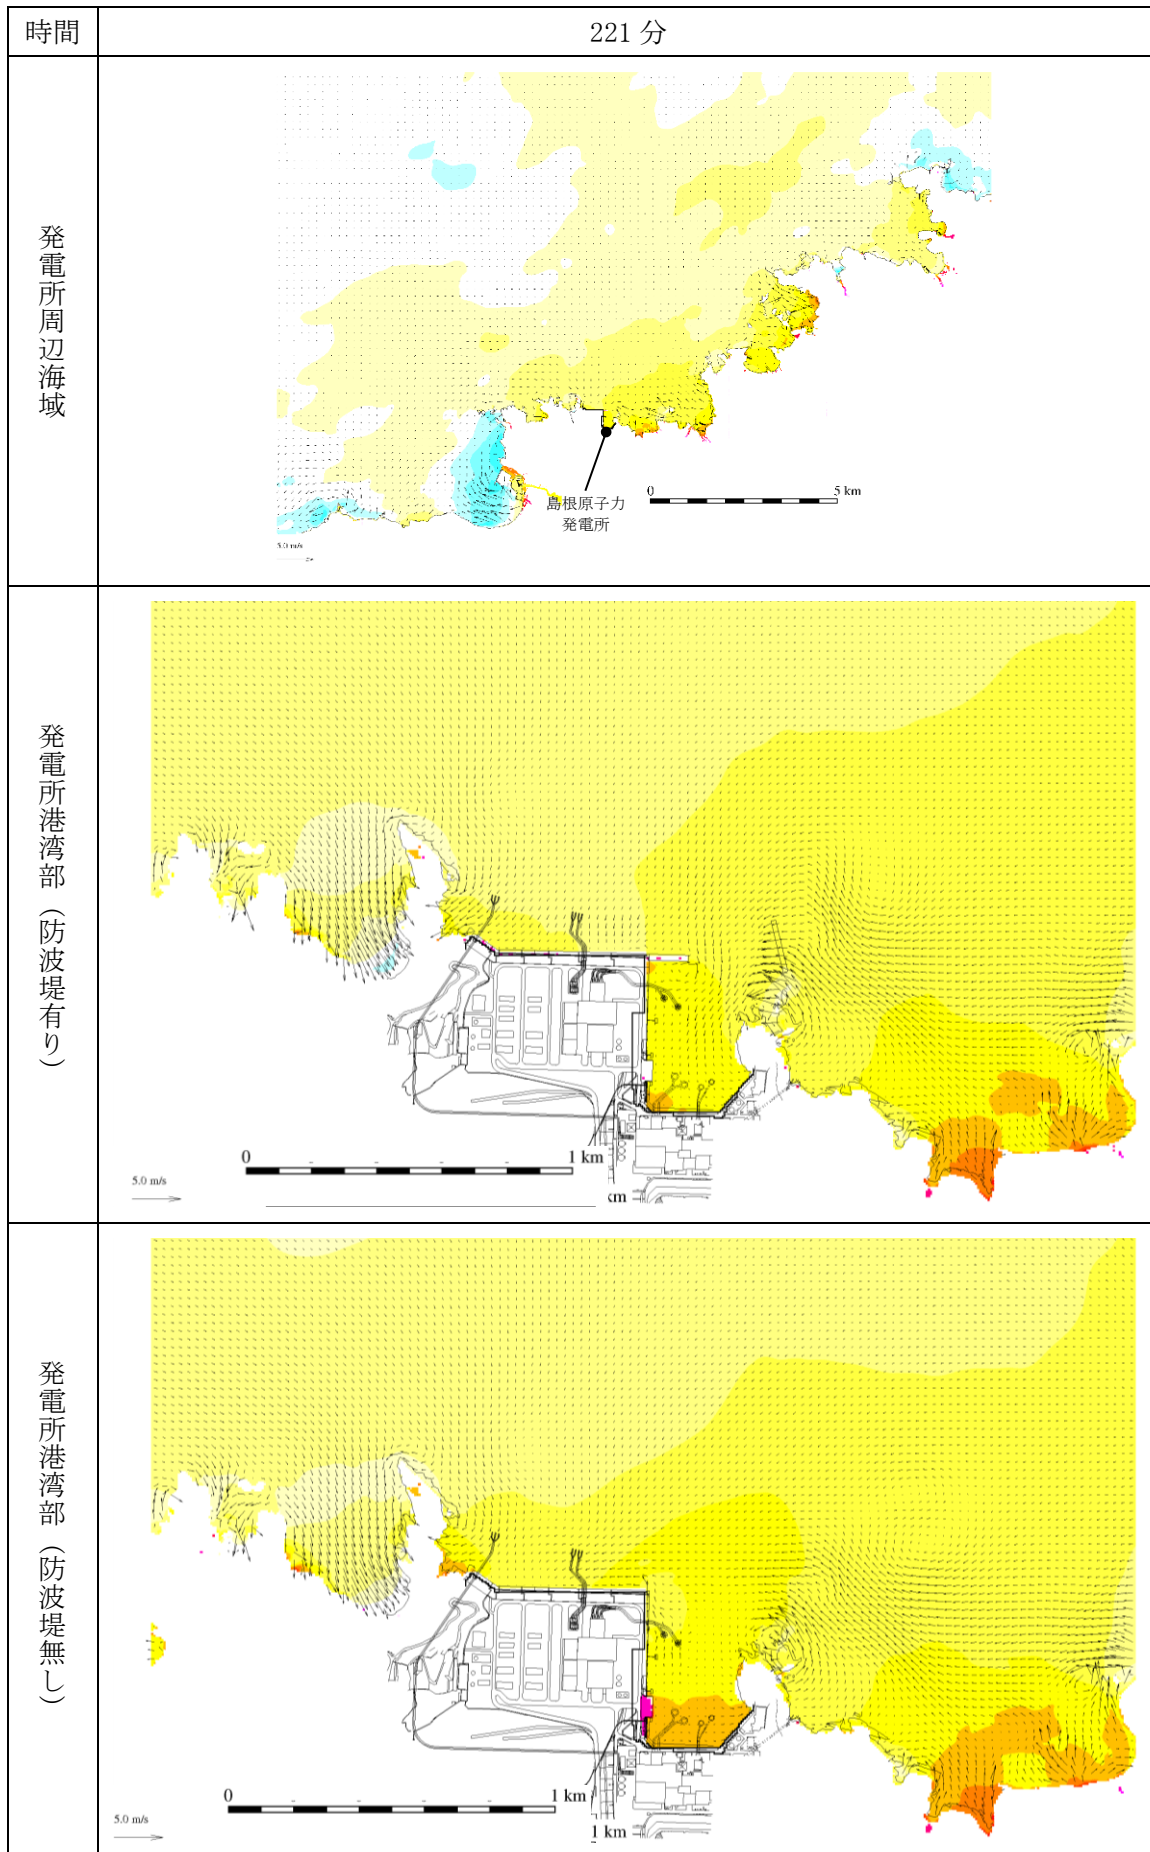 時間
221 分
発電所周辺海域
島根原子力
発電所
0
5 km
5.0 m/s
発電所港湾部（防波堤有り）
0
1 km
5.0 m/s
km
発電所港湾部（防波堤無し）
0
1 km
5.0 m/s
1 km